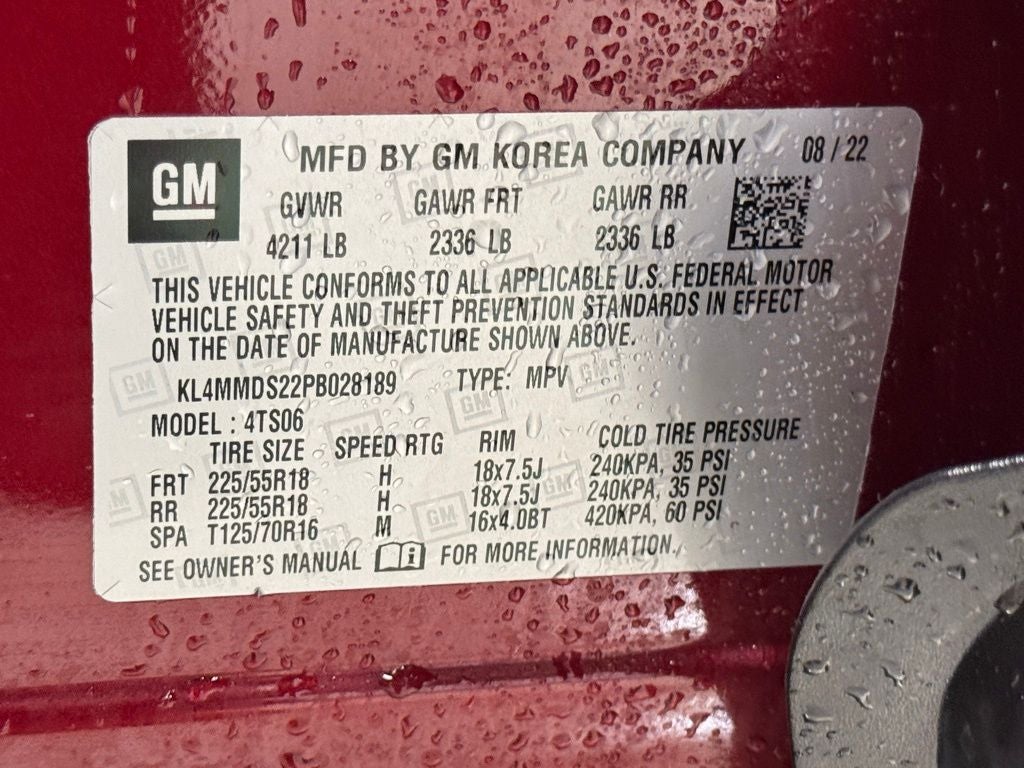 GM
MFD BY GM KOREA COMPANY 08 / 22
GVWR GAWR FRT GAWR RR
4211 LB 2336 LB 2336 LB
THIS VEHICLE CONFORMS TO ALL APPLICABLE U.S. FEDERAL MOTOR
VEHICLE SAFETY AND THEFT PREVENTION STANDARDS IN EFFECT
ON THE DATE OF MANUFACTURE SHOWN ABOVE.
KL4MMDS22PB028189 TYPE: MPV
MODEL : 4TS06
TIRE SIZE SPEED RTG RIM COLD TIRE PRESSURE
FRT 225/55R18 H 18x7.5J 240KPA, 35 PSI
RR 225/55R18 H 18x7.5J 240KPA, 35 PSI
SPA T125/70R16 M 16x4.0BT 420KPA, 60 PSI
SEE OWNER'S MANUAL i FOR MORE INFORMATION.